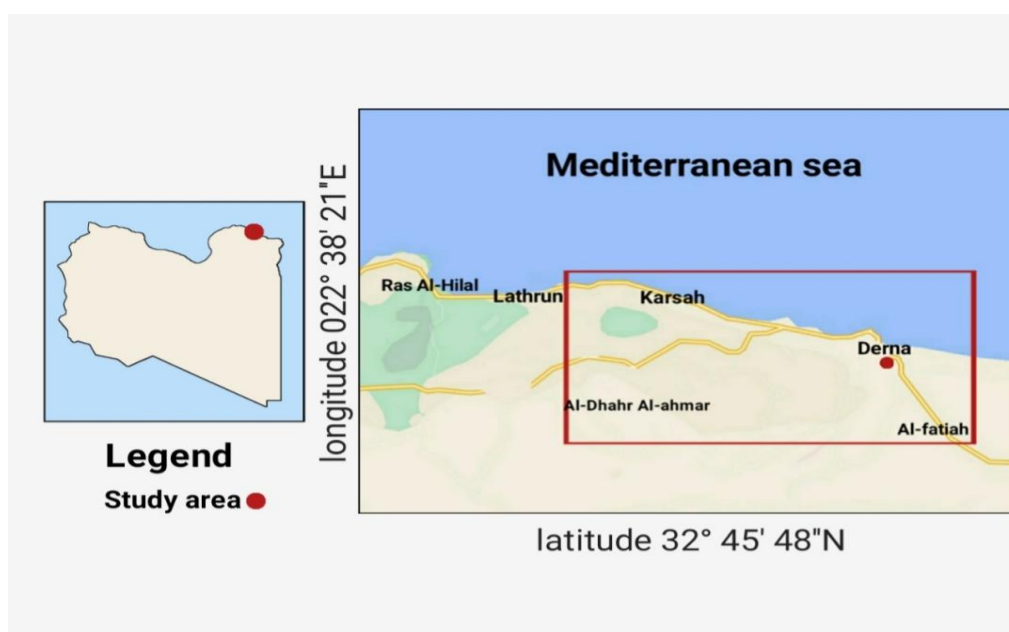 Mediterranean sea
longitude 022° 38' 21"E
Ras Al-Hilal
Lathrun
Karsah
Derna
Al-Dhahr Al-ahmar
Al-fatiah
Legend
Study area
latitude 32° 45' 48"N